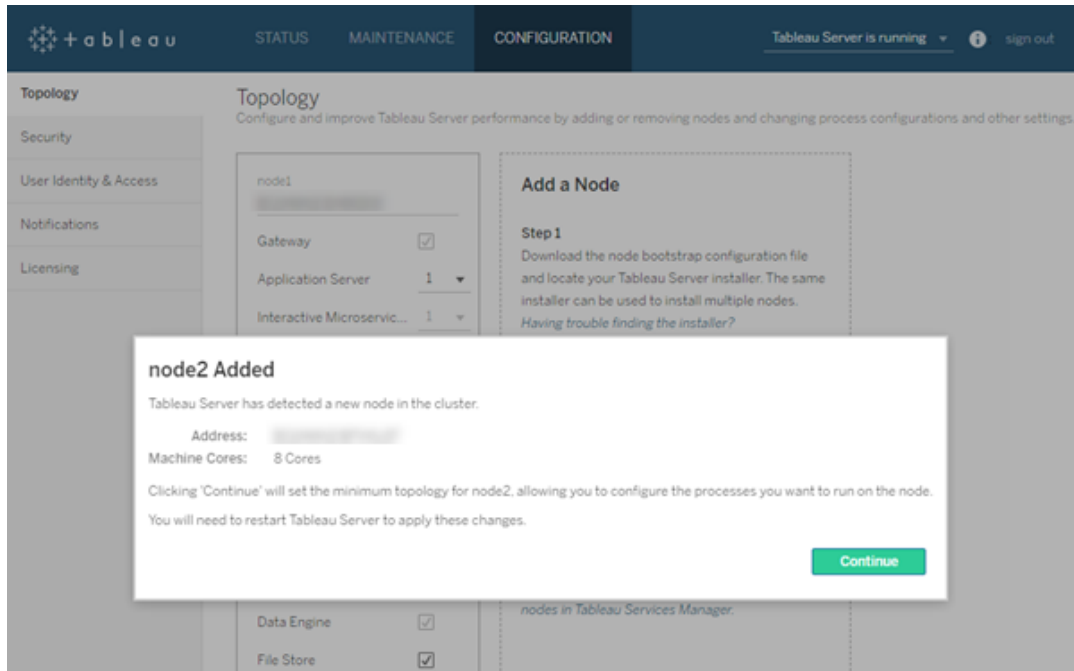 +ableau
STATUS MAINTENANCE CONFIGURATION Tableau Server is running sign out
Topology
Security
User Identity & Access
Notifications
Licensing
Topology
Configure and improve Tableau Server performance by adding or removing nodes and changing process configurations and other settings
node1
Gateway
Application Server 1
Interactive Microservic... 1
Add a Node
Step 1
Download the node bootstrap configuration file
and locate your Tableau Server installer. The same
installer can be used to install multiple nodes.
Having trouble finding the installer?
node2 Added
Tableau Server has detected a new node in the cluster.
Address:
Machine Cores: 8 Cores
Clicking 'Continue' will set the minimum topology for node2, allowing you to configure the processes you want to run on the node.
You will need to restart Tableau Server to apply these changes.
Continue
Data Engine
File Store
nodes in Tableau Services Manager.